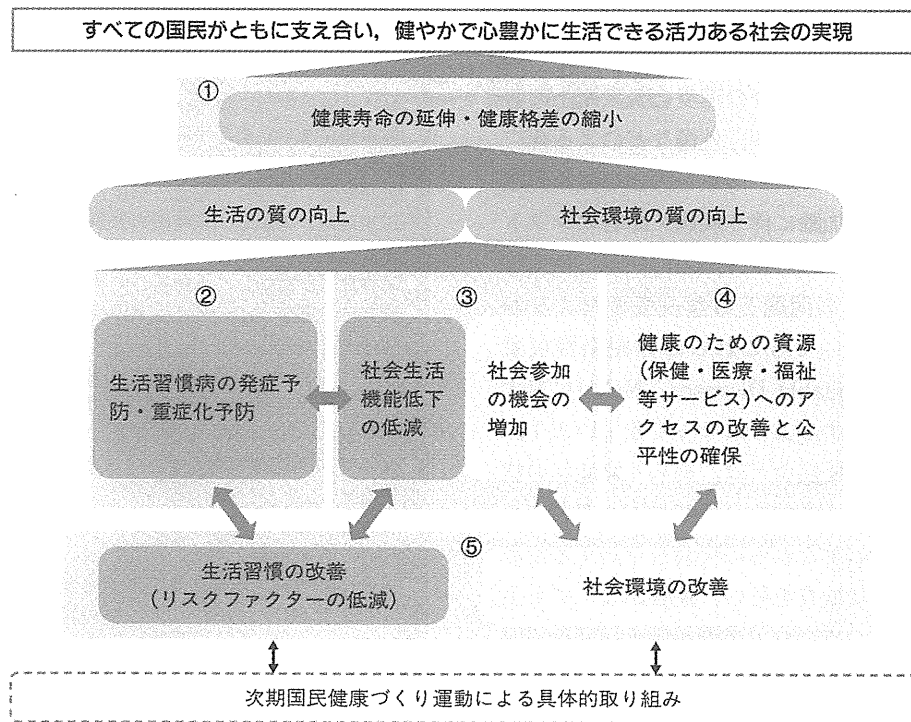 すべての国民がともに支え合い，健やかで心豊かに生活できる活力ある社会の実現
①
健康寿命の延伸・健康格差の縮小
生活の質の向上
社会環境の質の向上
②
③
④
生活習慣病の発症予
防・重症化予防
社会生活
機能低下
の低減
社会参加
の機会の
増加
健康のための資源
(保健・医療・福祉
等サービス)へのア
クセスの改善と公
平性の確保
⑤
生活習慣の改善
(リスクファクターの低減)
社会環境の改善
次期国民健康づくり運動による具体的取り組み